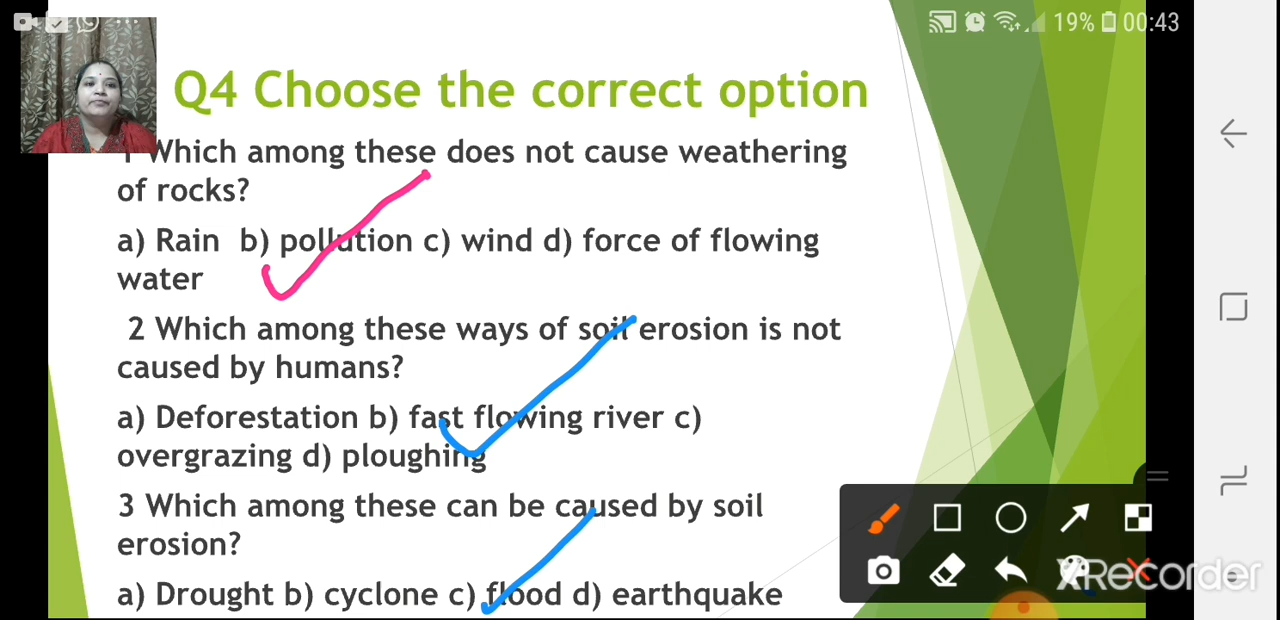 19% 00:43
Q4 Choose the correct option
1 Which among these does not cause weathering
of rocks?
a) Rain b) pollution c) wind d) force of flowing
water
2 Which among these ways of soil erosion is not
caused by humans?
a) Deforestation b) fast flowing river c)
overgrazing d) ploughing
3 Which among these can be caused by soil
erosion?
a) Drought b) cyclone c) flood d) earthquake
XRecorder